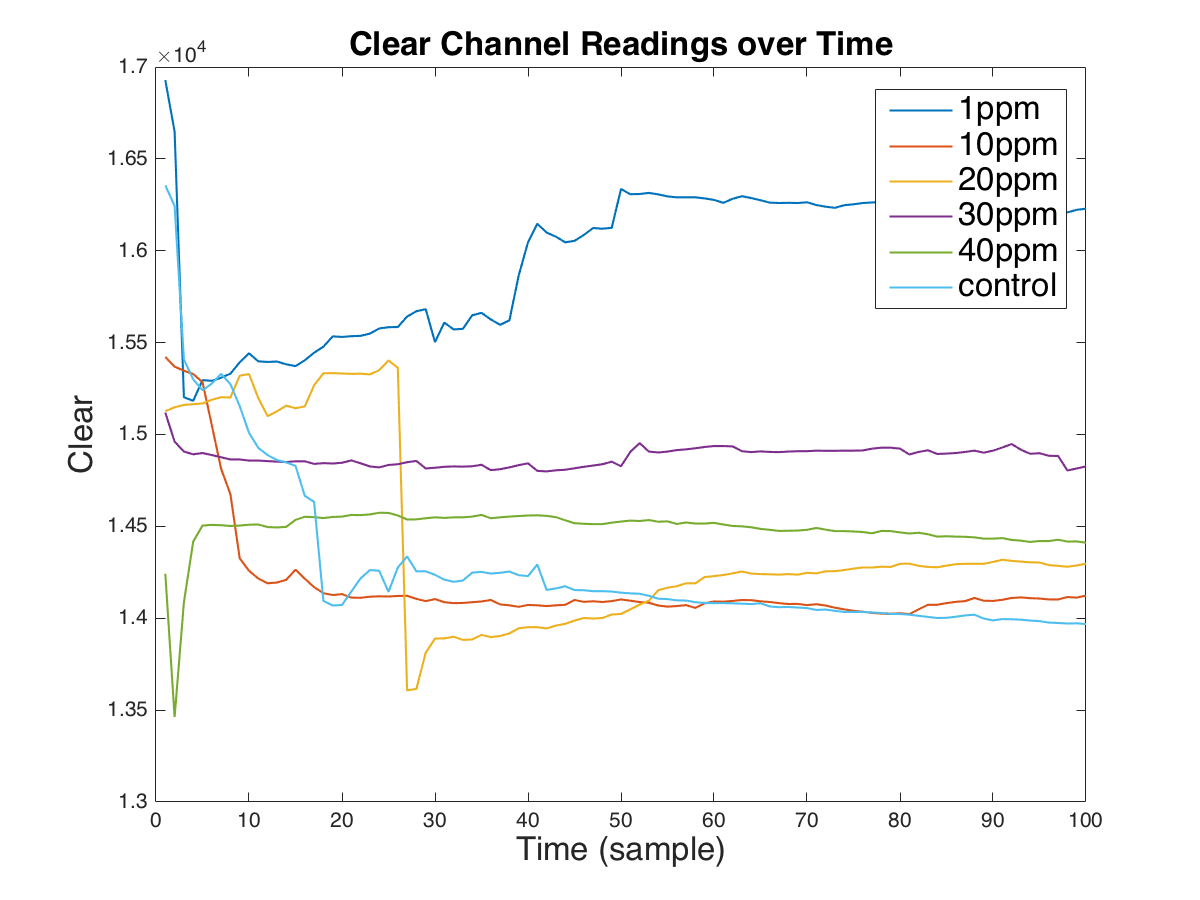 Clear Channel Readings over Time
×10⁴
1.7
1.65
1.6
1.55
1.5
1.45
1.4
1.35
1.3
Clear
1ppm
10ppm
20ppm
30ppm
40ppm
control
0 10 20 30 40 50 60 70 80 90 100
Time (sample)